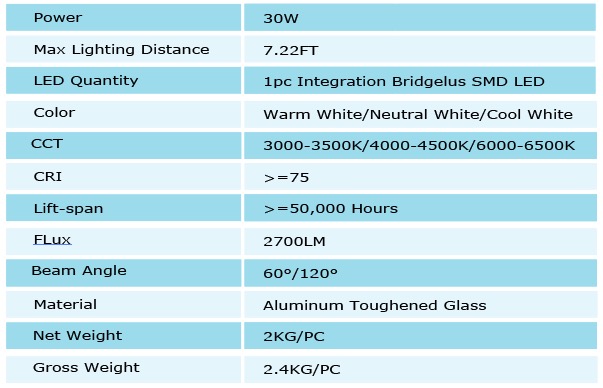 Power 30W
Max Lighting Distance 7.22FT
LED Quantity 1pc Integration Bridgelus SMD LED
Color Warm White/Neutral White/Cool White
CCT 3000-3500K/4000-4500K/6000-6500K
CRI >=75
Lift-span >=50,000 Hours
FLux 2700LM
Beam Angle 60°/120°
Material Aluminum Toughened Glass
Net Weight 2KG/PC
Gross Weight 2.4KG/PC